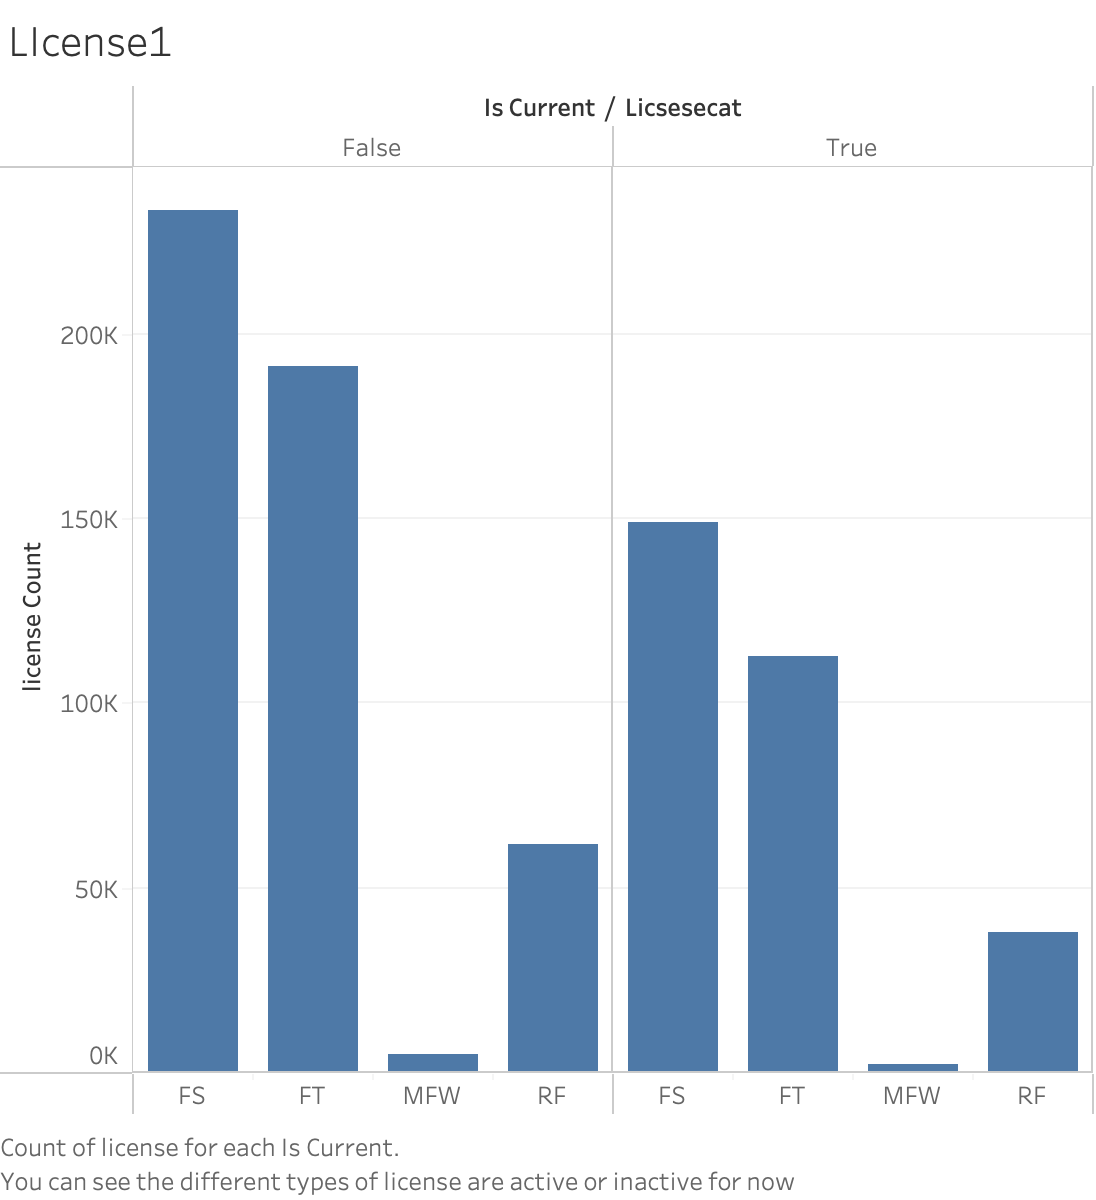 LIcense1
Is Current / Licsesecat
False True
200K
150K
100K
50K
0K
license Count
FS FT MFW RF FS FT MFW RF
Count of license for each Is Current.
You can see the different types of license are active or inactive for now